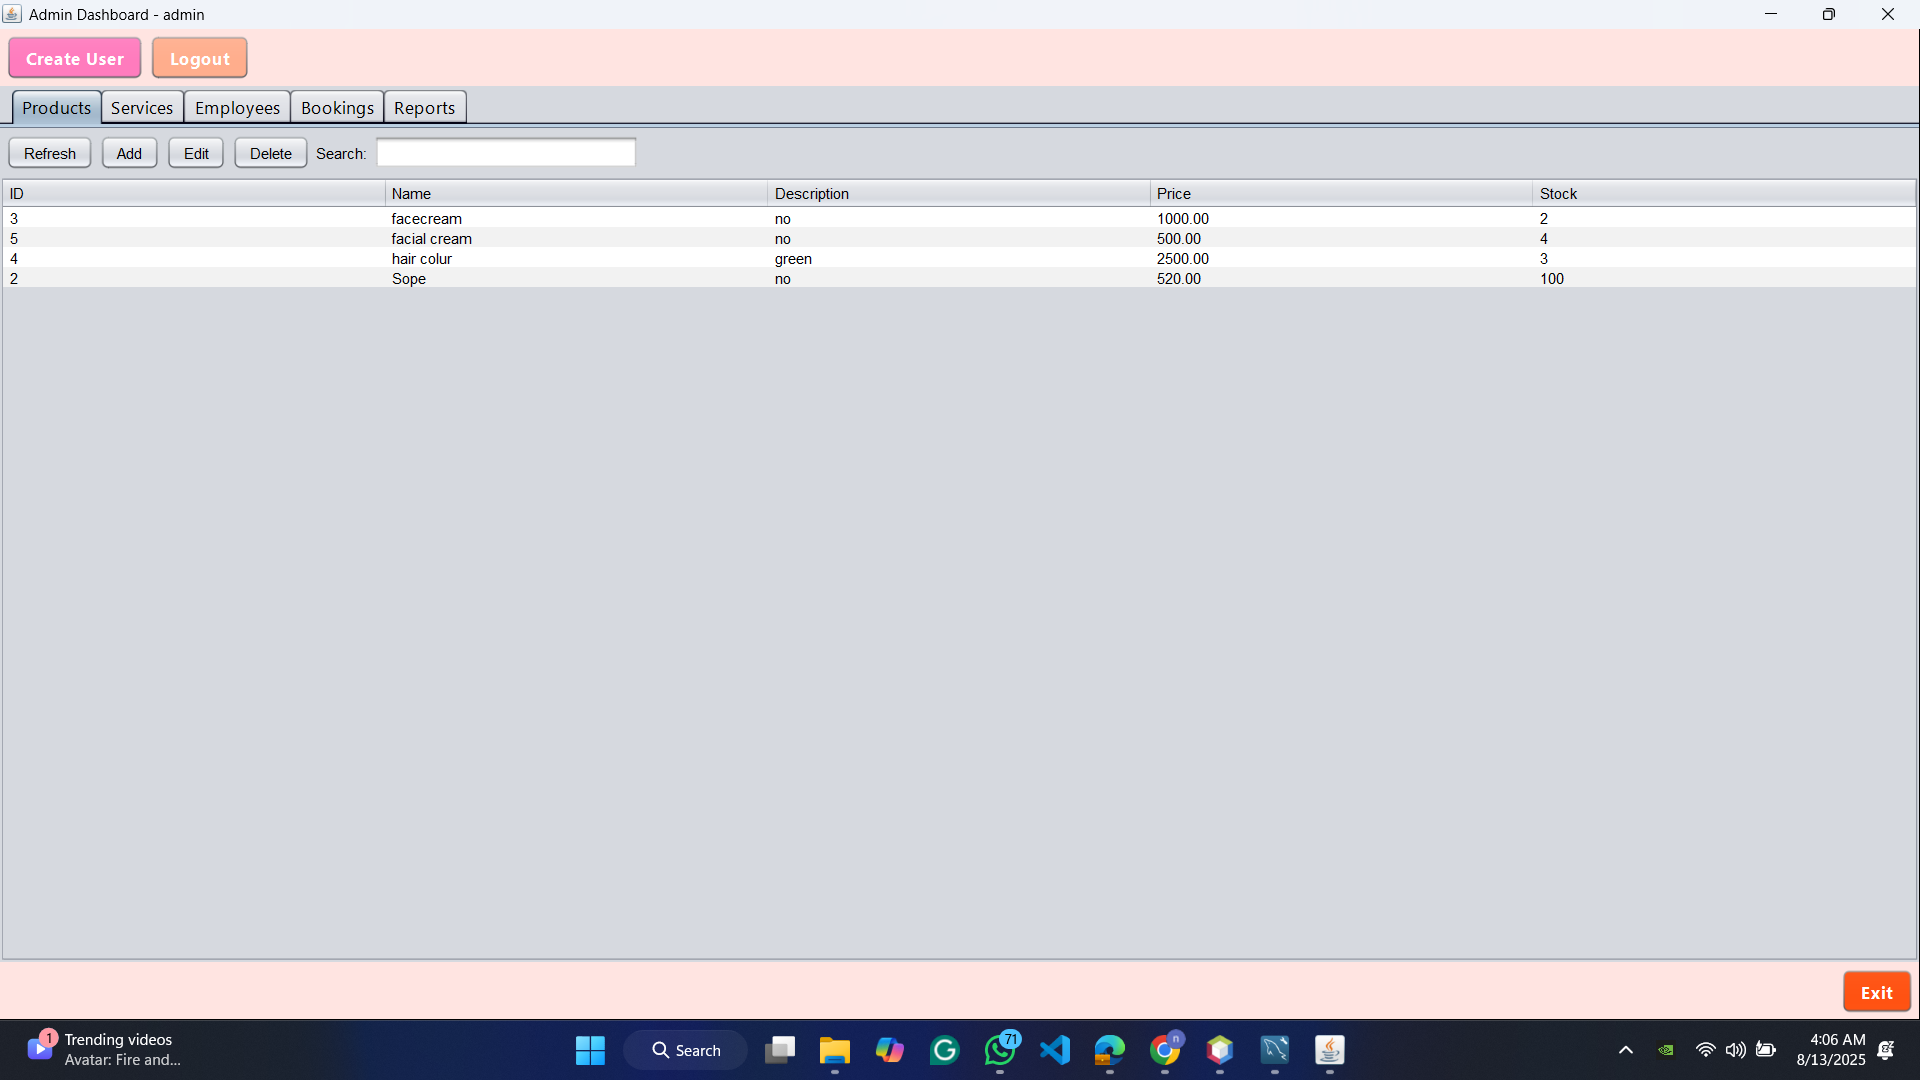 Admin Dashboard - admin
Create User Logout
Products Services Employees Bookings Reports
Refresh Add Edit Delete Search:
ID Name Description Price Stock
3 facecream no 1000.00 2
5 facial cream no 500.00 4
4 hair colur green 2500.00 3
2 Sope no 520.00 100
Exit
1 Trending videos
Avatar: Fire and...
Search
71
n
4:06 AM
8/13/2025